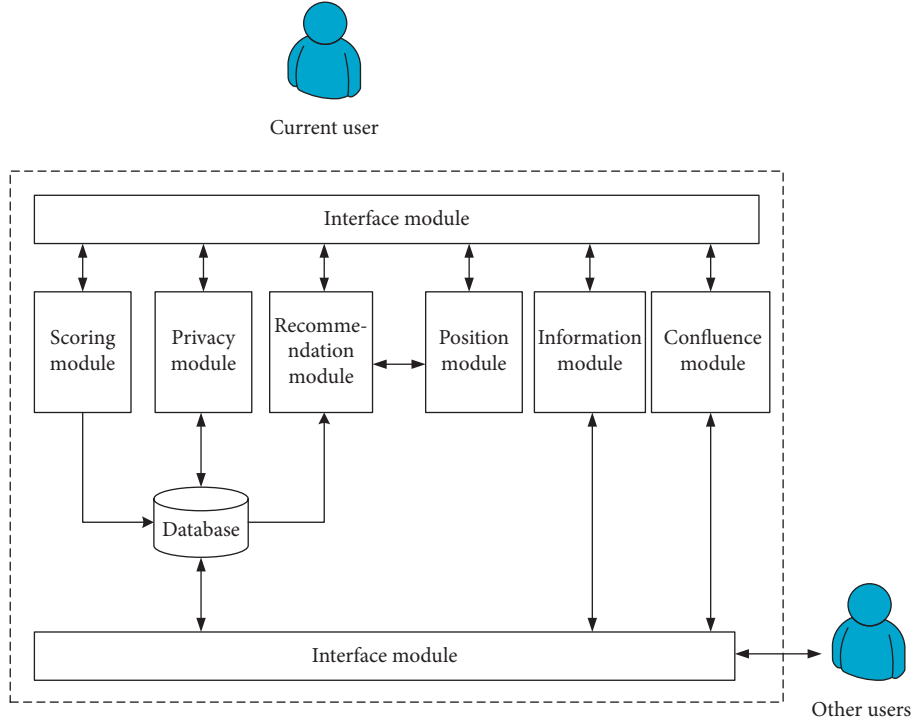 Current user
Interface module
Scoring
module
Privacy
module
Recomme-
ndation
module
Position
module
Information
module
Confluence
module
Database
Interface module
Other users